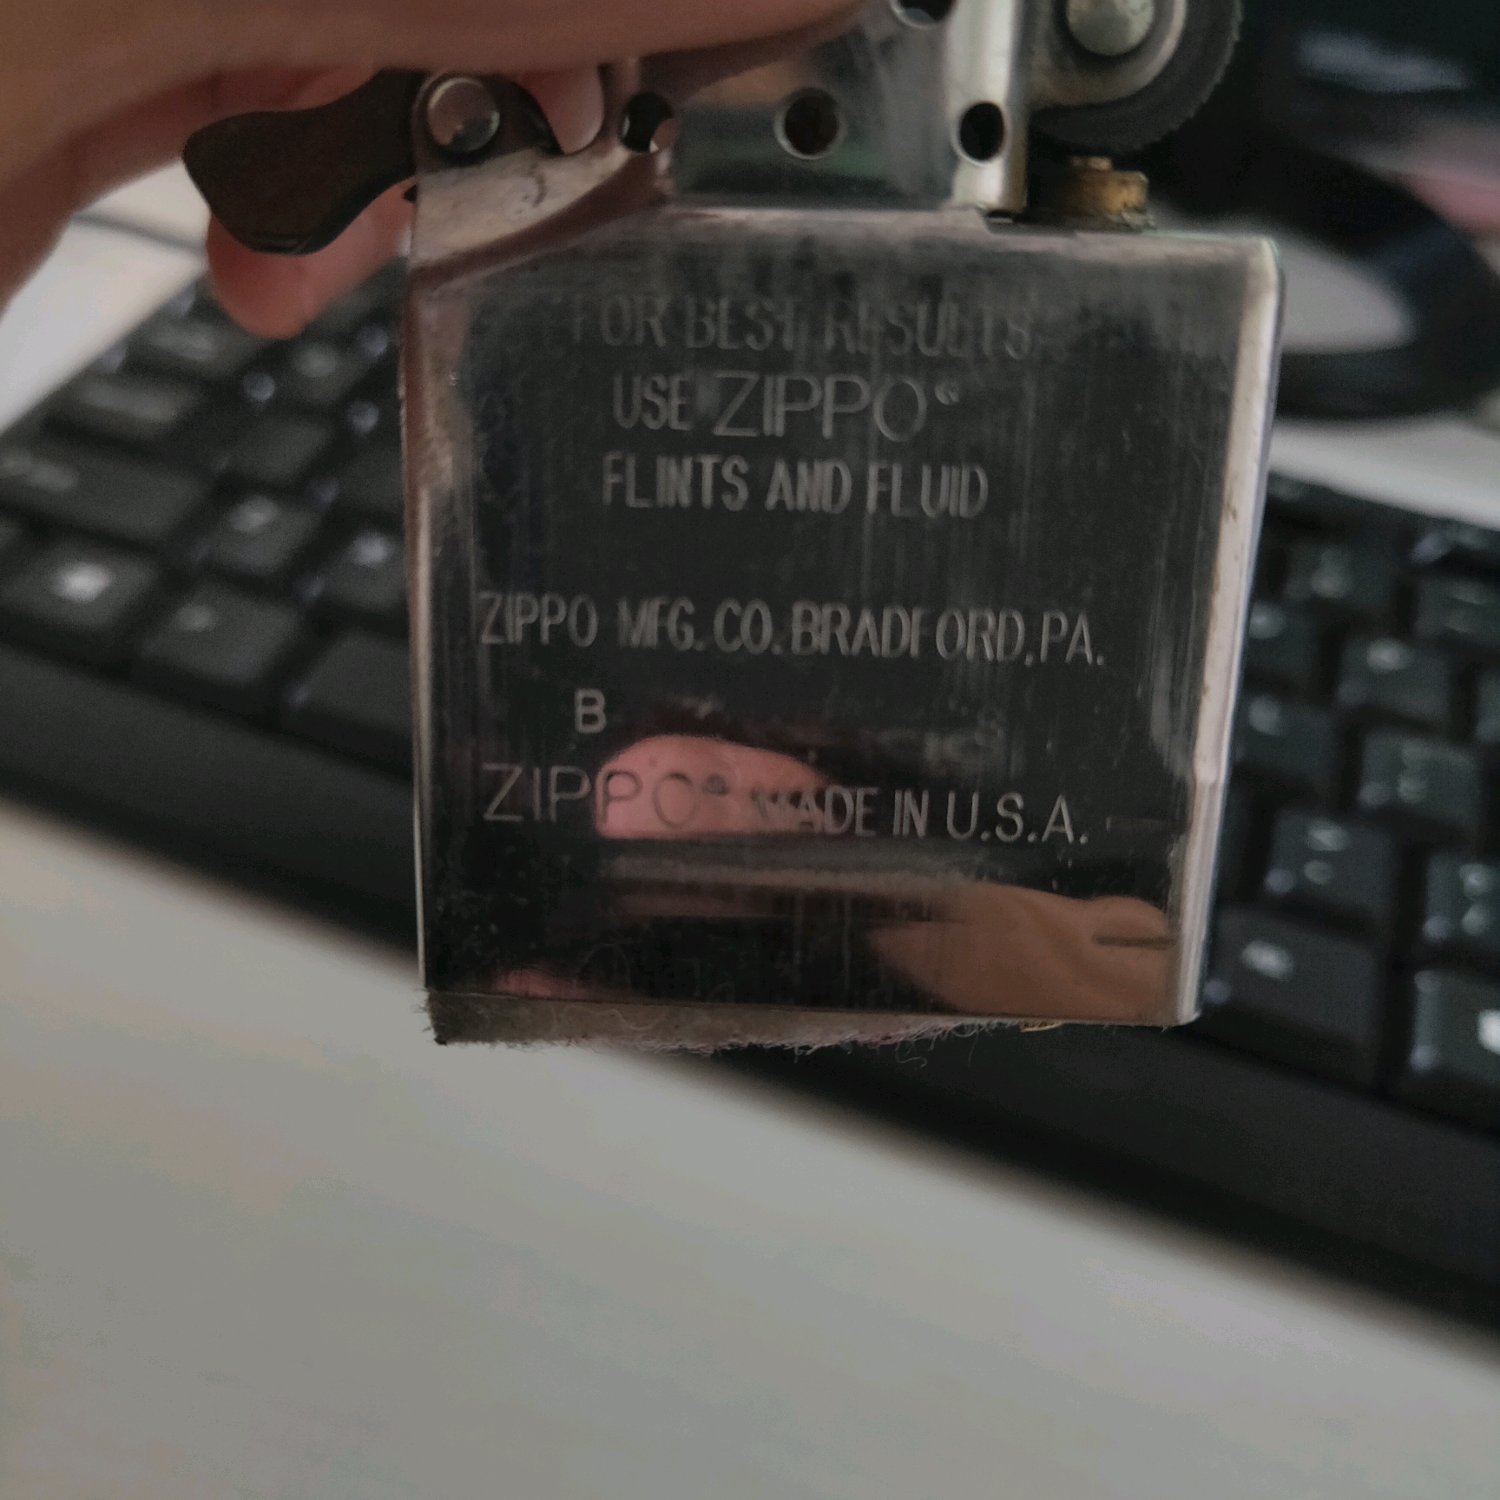 FOR BEST RESULTS
USE ZIPPO®
FLINTS AND FLUID
ZIPPO MFG. CO. BRADFORD, PA.
B
ZIPPO® MADE IN U.S.A.